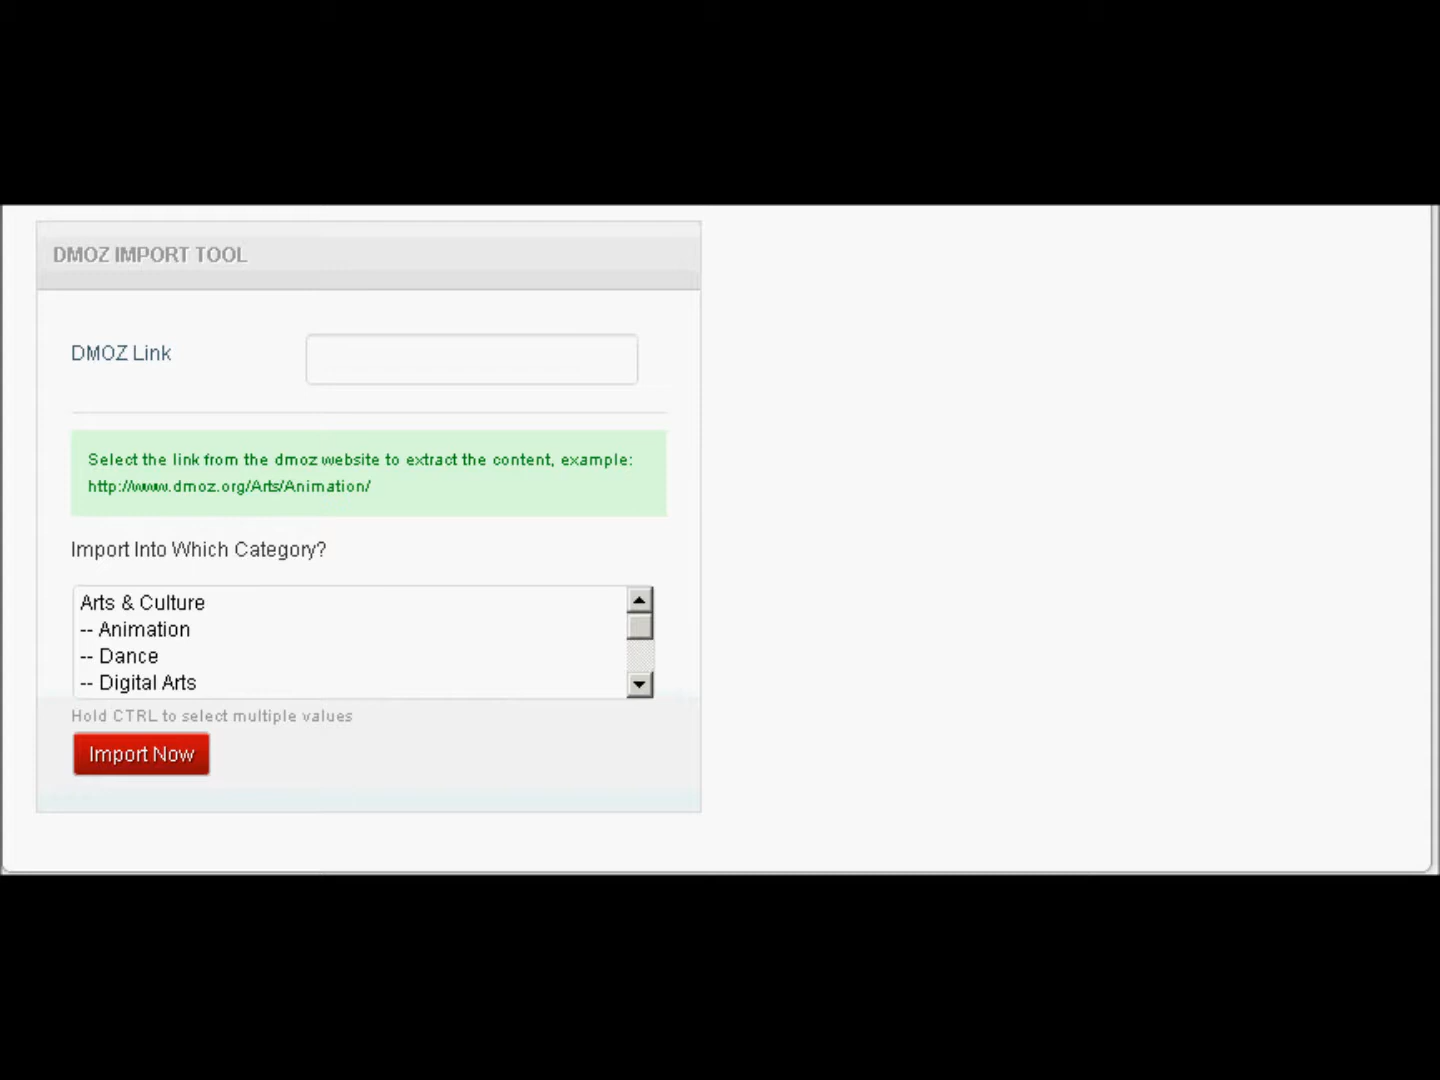 DMOZ IMPORT TOOL
DMOZ Link
Select the link from the dmoz website to extract the content, example:
http://www.dmoz.org/Arts/Animation/
Import Into Which Category?
Arts & Culture
-- Animation
-- Dance
-- Digital Arts
Hold CTRL to select multiple values
Import Now